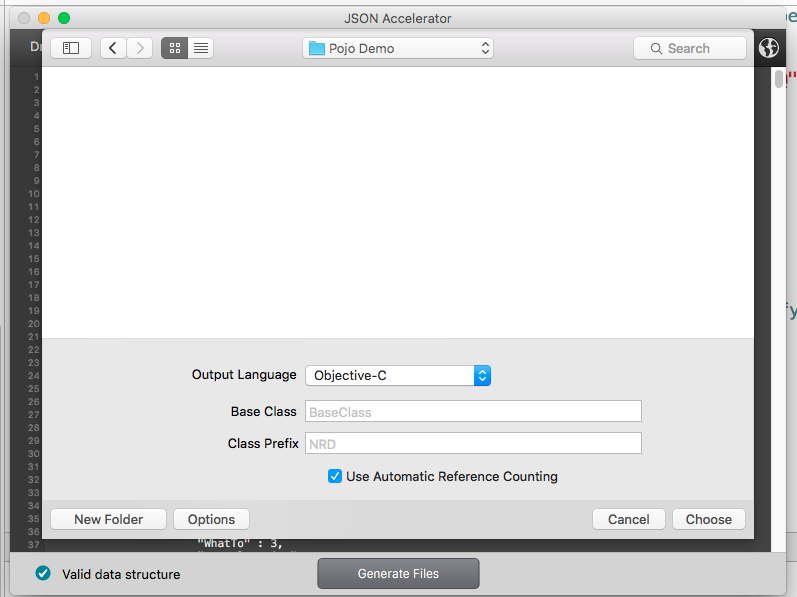 JSON Accelerator
Pojo Demo
Search
1
2
3
4
5
6
7
8
9
10
11
12
13
14
15
16
17
18
19
20
21
22
23
24
25
26
27
28
29
30
31
32
33
34
35
36
37
Output Language
Objective-C
Base Class
BaseClass
Class Prefix
NRD
Use Automatic Reference Counting
New Folder
Options
Cancel
Choose
"WhatTo" : 3,
Valid data structure
Generate Files